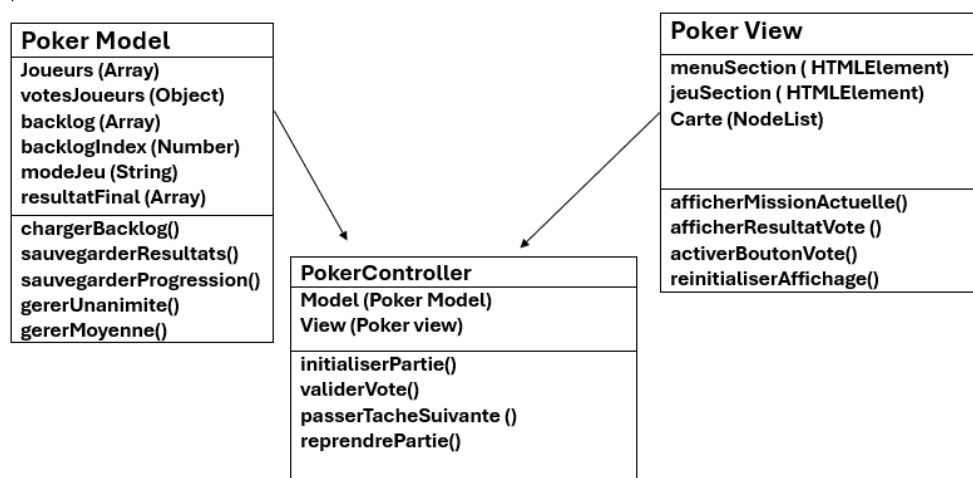 Poker Model
Joueurs (Array)
votesJoueurs (Object)
backlog (Array)
backlogIndex (Number)
modeJeu (String)
resultatFinal (Array)
chargerBacklog()
sauvegarderResultats()
sauvegarderProgression()
gererUnanimite()
gererMoyenne()
Poker View
menuSection ( HTMLElement)
jeuSection ( HTMLElement)
Carte (NodeList)
afficherMissionActuelle()
afficherResultatVote ()
activerBoutonVote()
reinitialiserAffichage()
PokerController
Model (Poker Model)
View (Poker view)
initialiserPartie()
validerVote()
passerTacheSuivante ()
reprendrePartie()